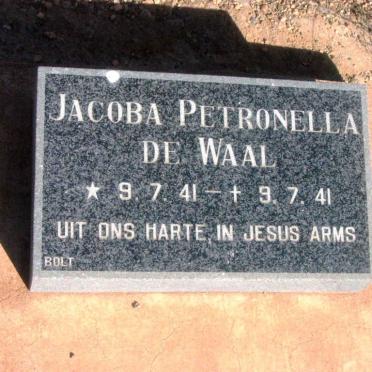 JACOBA PETRONELLA
DE WAAL
★ 9. 7. 41 – † 9. 7. 41
UIT ONS HARTE, IN JESUS ARMS
BOLT